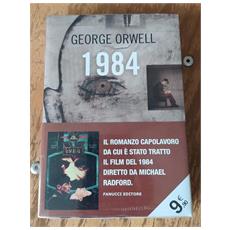 GEORGE ORWELL
1984
IL ROMANZO CAPOLAVORO
DA CUI È STATO TRATTO
IL FILM DEL 1984
DIRETTO DA MICHAEL
RADFORD.
FANUCCI EDITORE
9 €,90